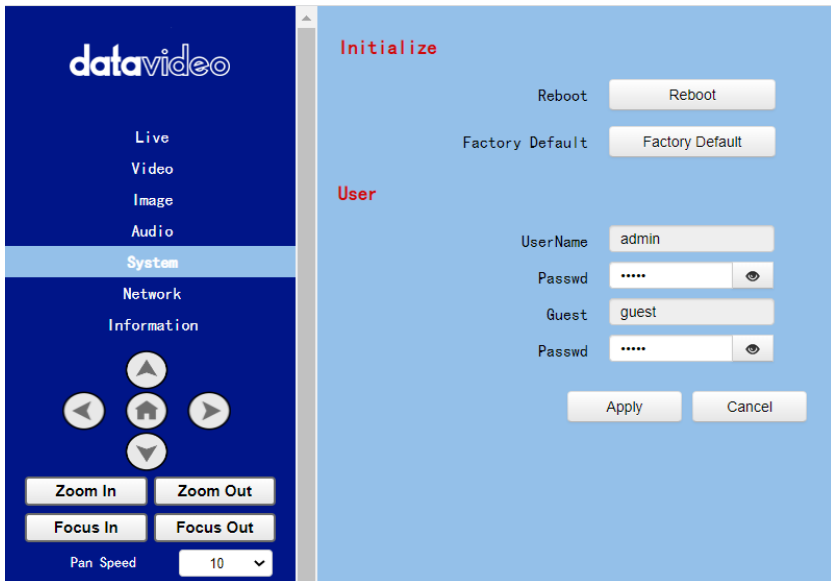 datavideo
Live
Video
Image
Audio
System
Network
Information
Zoom In Zoom Out
Focus In Focus Out
Pan Speed 10
Initialize
Reboot Reboot
Factory Default Factory Default
User
UserName admin
Passwd •••••
Guest guest
Passwd •••••
Apply Cancel